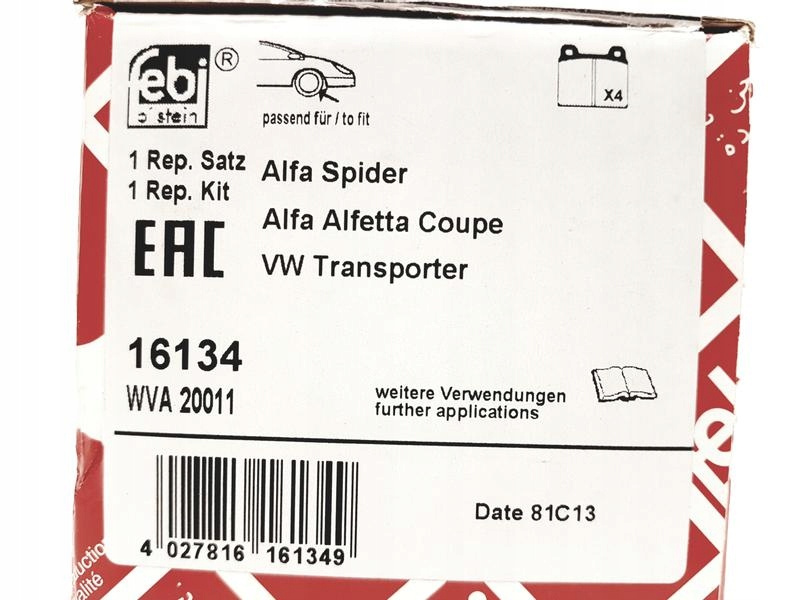 febi ®
bilstein
passend für / to fit
X4
1 Rep. Satz
1 Rep. Kit
Alfa Spider
Alfa Alfetta Coupe
VW Transporter
EAC
16134
WVA 20011
weitere Verwendungen
further applications
4 027816 161349
Date 81C13